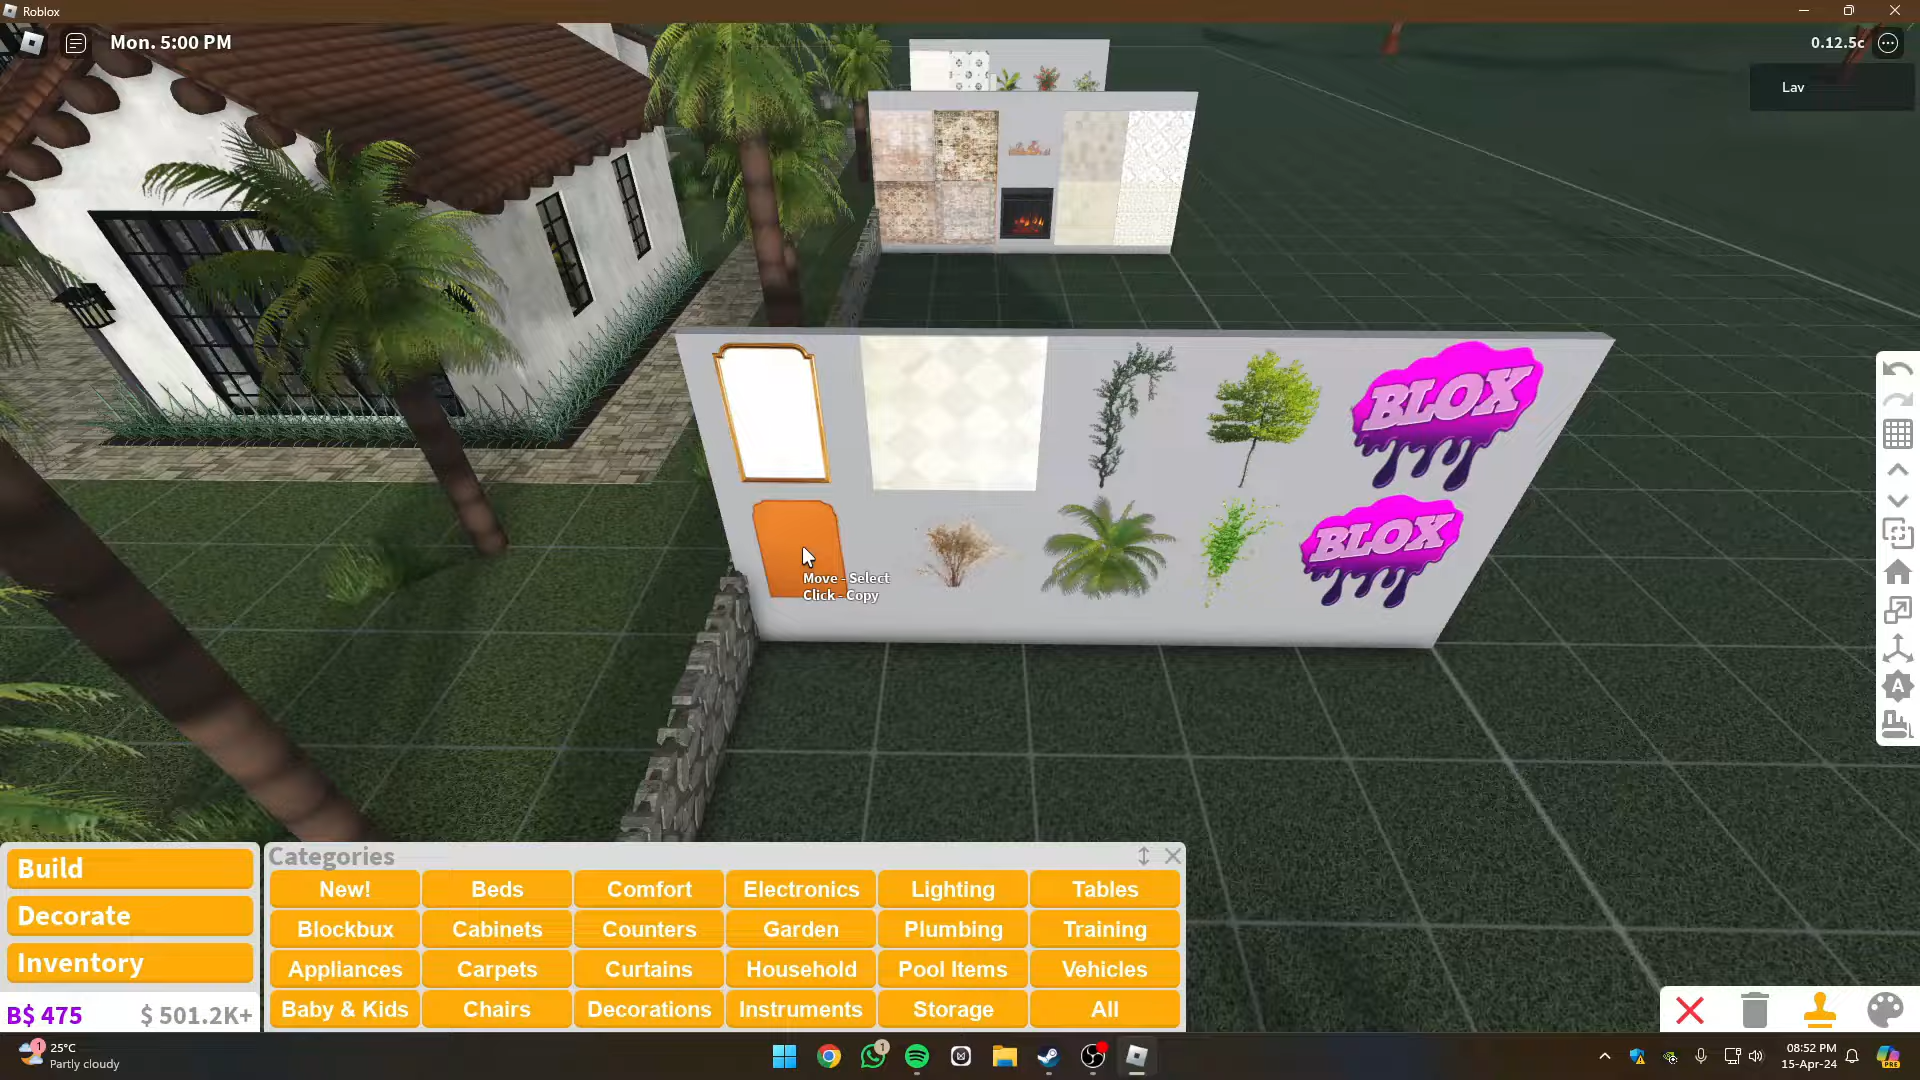 Roblox
Mon. 5:00 PM
0.12.5c
Lav
BLOX
BLOX
Move - Select
Click - Copy
A
Build
Decorate
Inventory
B$ 475 $ 501.2K+
Categories
New! Beds Comfort Electronics Lighting Tables
Blockbux Cabinets Counters Garden Plumbing Training
Appliances Carpets Curtains Household Pool Items Vehicles
Baby & Kids Chairs Decorations Instruments Storage All
1
25°C
Partly cloudy
1
08:52 PM
15-Apr-24
PRE